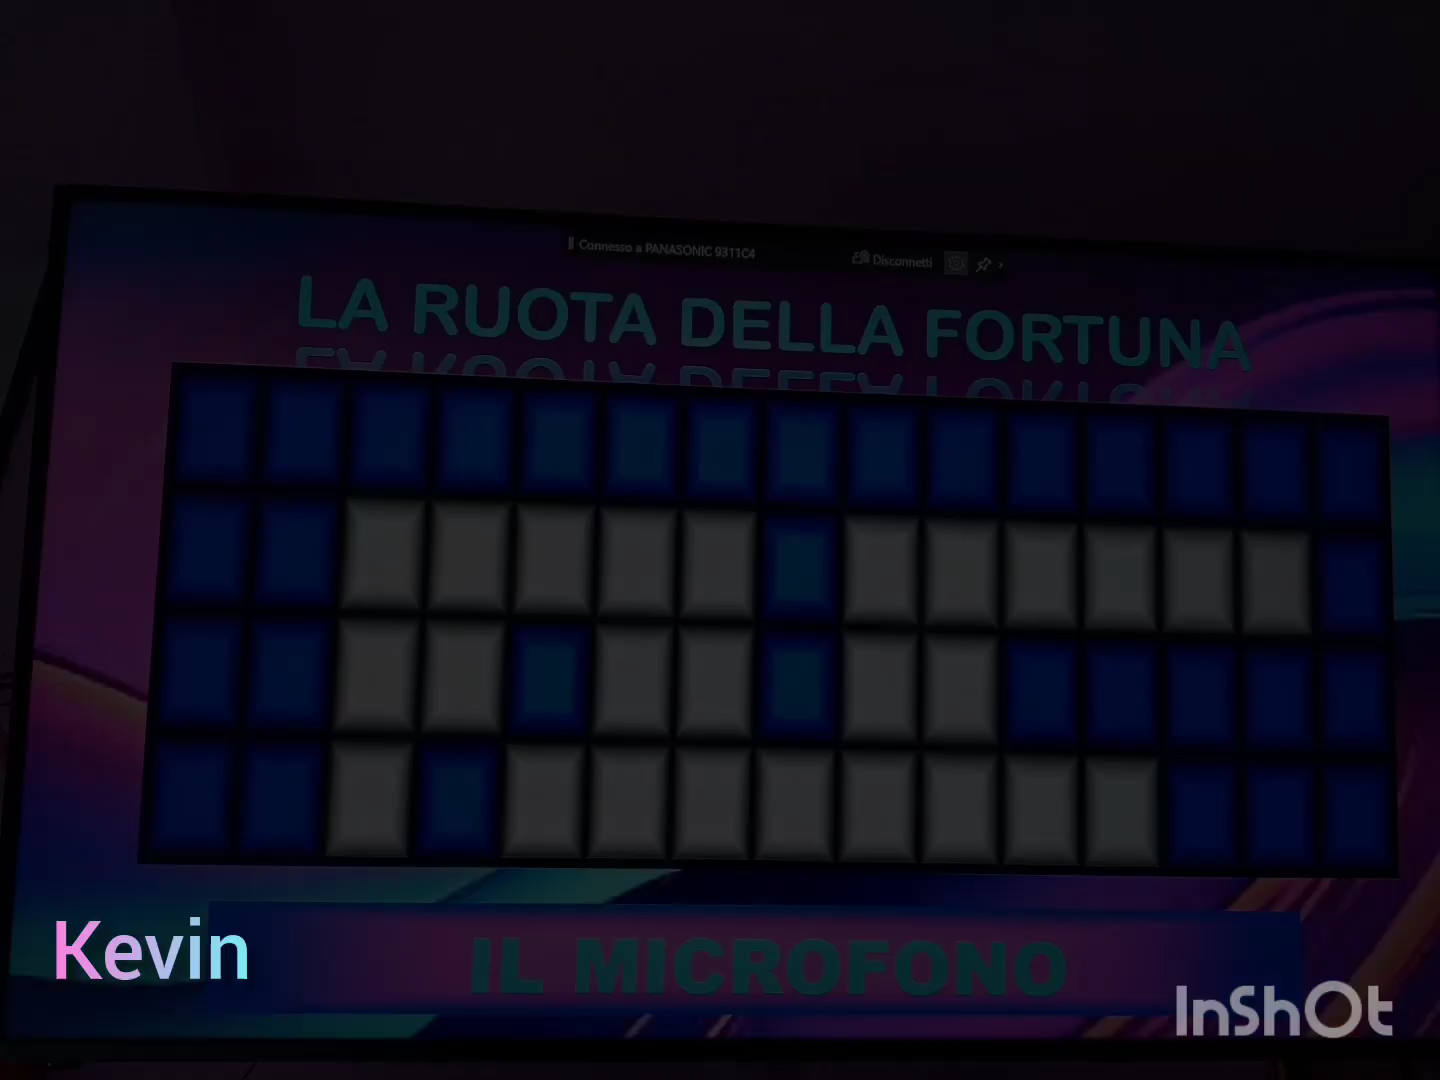 Connesso a PANASONIC 9311C4
Disconnetti
LA RUOTA DELLA FORTUNA
Kevin
IL MICROFONO
InShOt